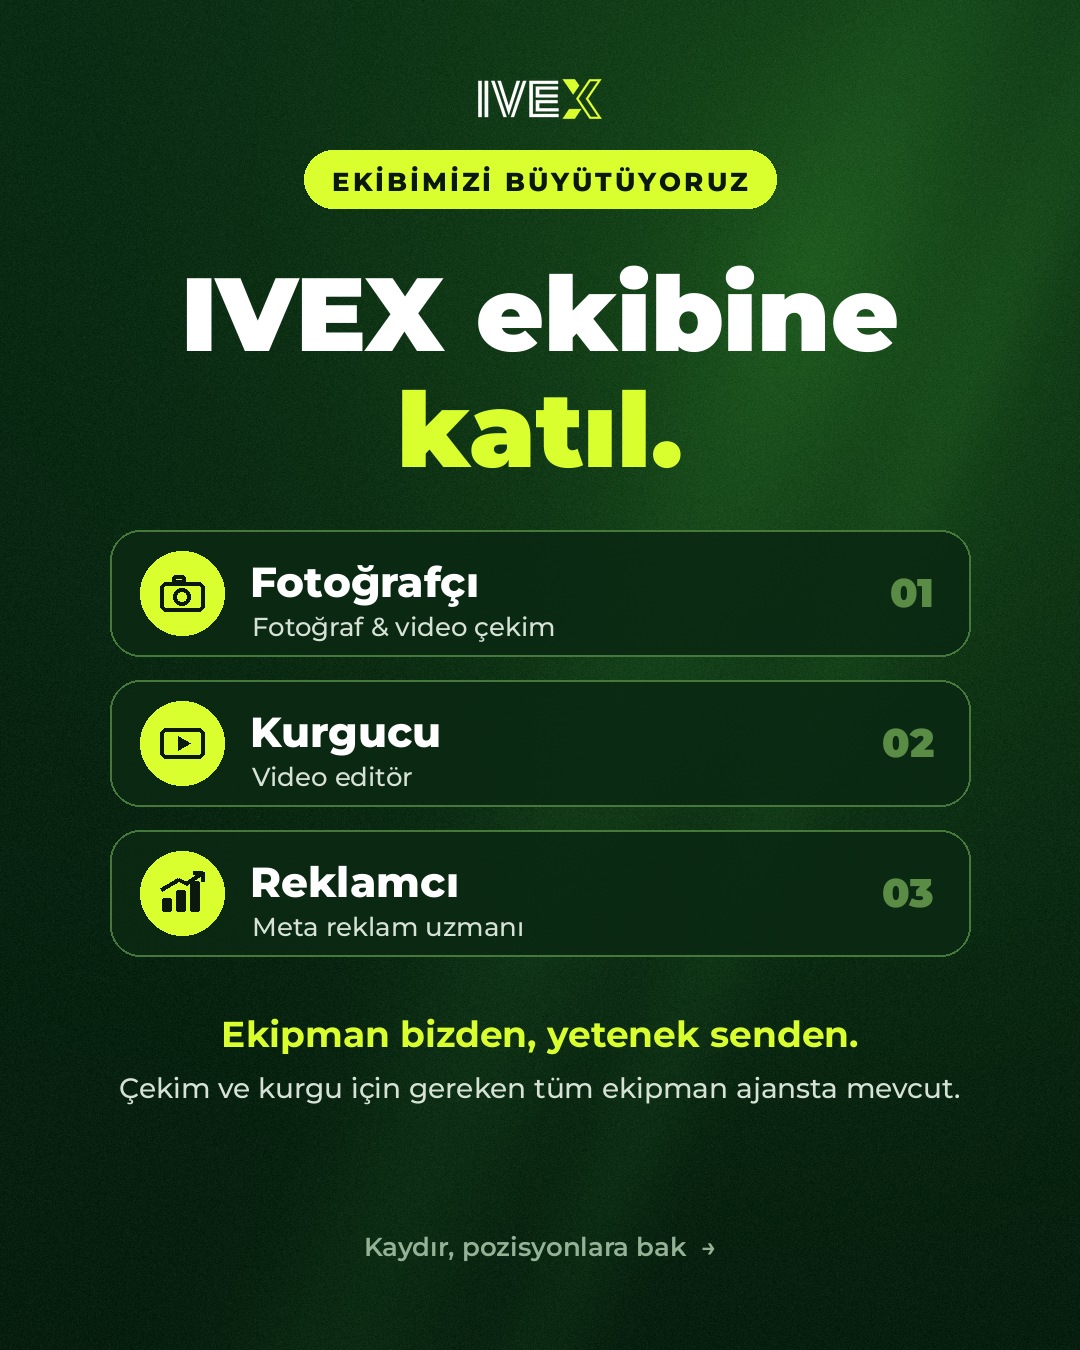 IVEX
EKİBİMİZİ BÜYÜTÜYORUZ
IVEX ekibine
katıl.
Fotoğrafçı
Fotoğraf & video çekim
01
Kurgucu
Video editör
02
Reklamcı
Meta reklam uzmanı
03
Ekipman bizden, yetenek senden.
Çekim ve kurgu için gereken tüm ekipman ajansta mevcut.
Kaydır, pozisyonlara bak →